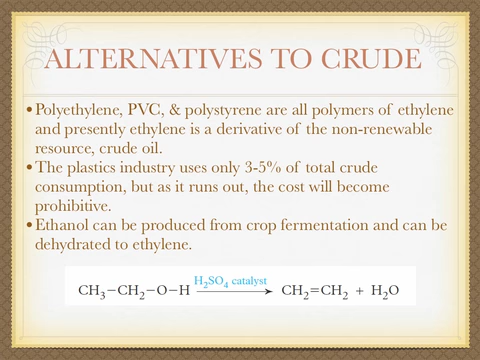 ALTERNATIVES TO CRUDE
•Polyethylene, PVC, & polystyrene are all polymers of ethylene
and presently ethylene is a derivative of the non-renewable
resource, crude oil.
•The plastics industry uses only 3-5% of total crude
consumption, but as it runs out, the cost will become
prohibitive.
•Ethanol can be produced from crop fermentation and can be
dehydrated to ethylene.
H₂SO₄ catalyst
CH₃−CH₂−O−H ⟶ CH₂=CH₂ + H₂O